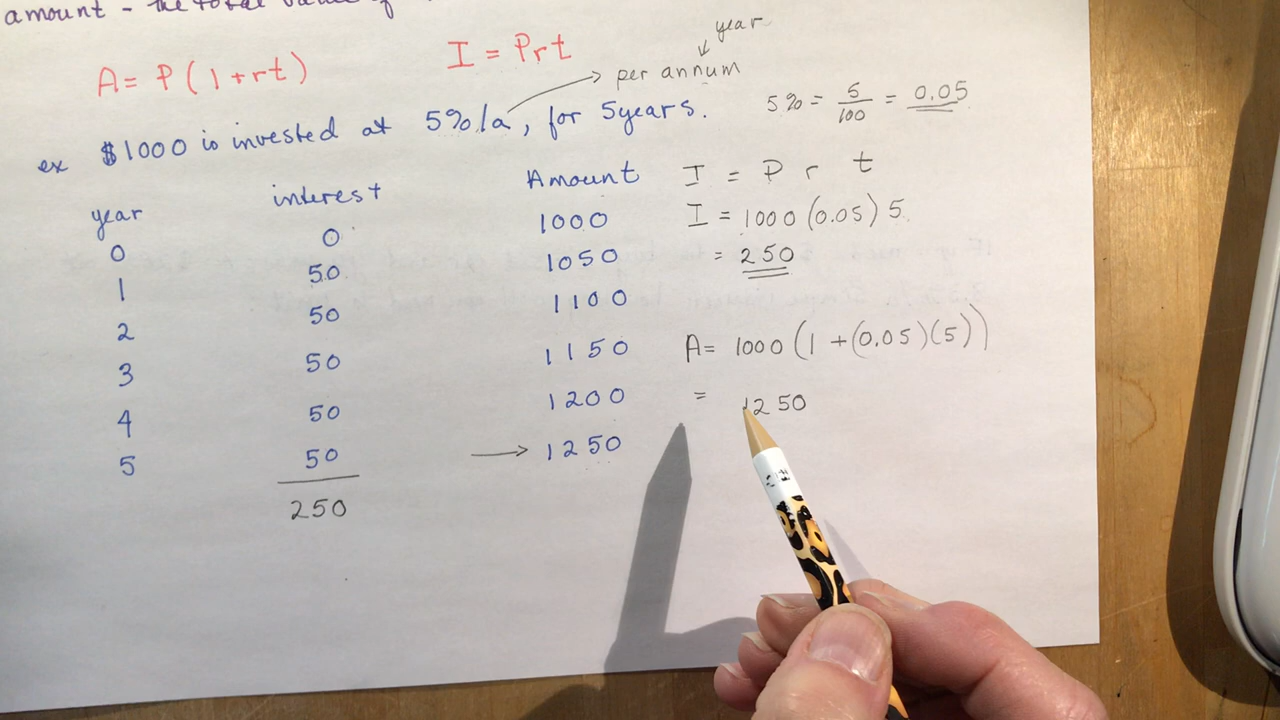 amount - the total value of
year
A = P(1+rt)
I = Prt
per annum
ex $1000 is invested at 5%/a, for 5years.
5% = 5/100 = 0.05
year interest Amount
0 0 1000
1 50 1050
2 50 1100
3 50 1150
4 50 1200
5 50 → 1250
250
I = P r t
I = 1000(0.05)5
= 250
A = 1000(1+(0.05)(5))
= 1250